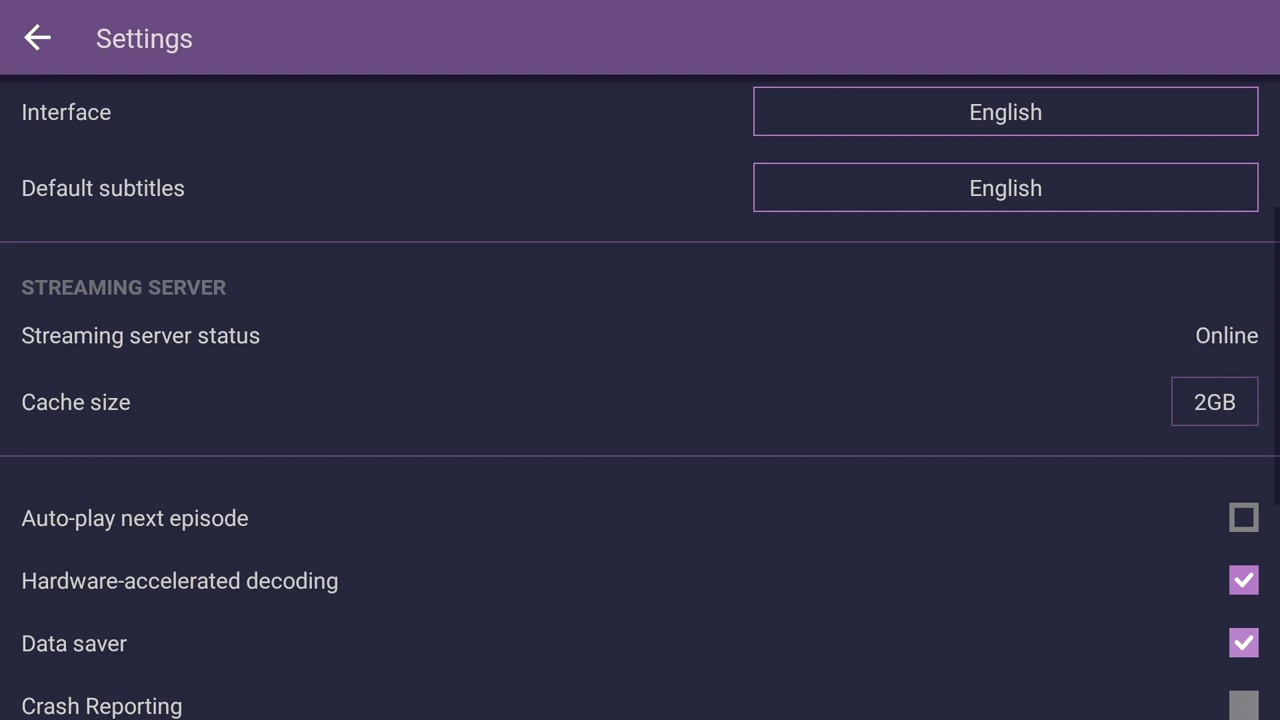 Settings
Interface
English
Default subtitles
English
STREAMING SERVER
Streaming server status
Online
Cache size
2GB
Auto-play next episode
Hardware-accelerated decoding
Data saver
Crash Reporting